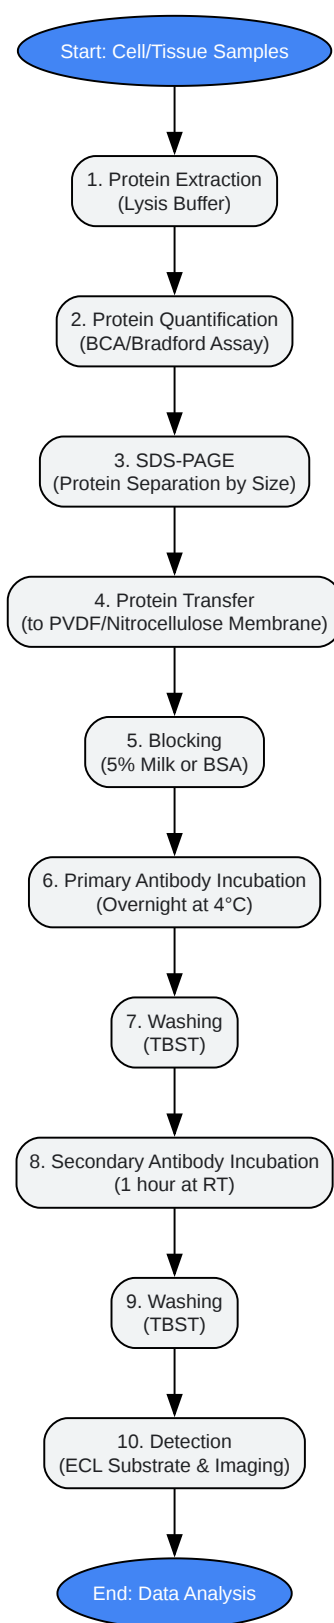 Start: Cell/Tissue Samples
1. Protein Extraction
(Lysis Buffer)
2. Protein Quantification
(BCA/Bradford Assay)
3. SDS-PAGE
(Protein Separation by Size)
4. Protein Transfer
(to PVDF/Nitrocellulose Membrane)
5. Blocking
(5% Milk or BSA)
6. Primary Antibody Incubation
(Overnight at 4°C)
7. Washing
(TBST)
8. Secondary Antibody Incubation
(1 hour at RT)
9. Washing
(TBST)
10. Detection
(ECL Substrate & Imaging)
End: Data Analysis